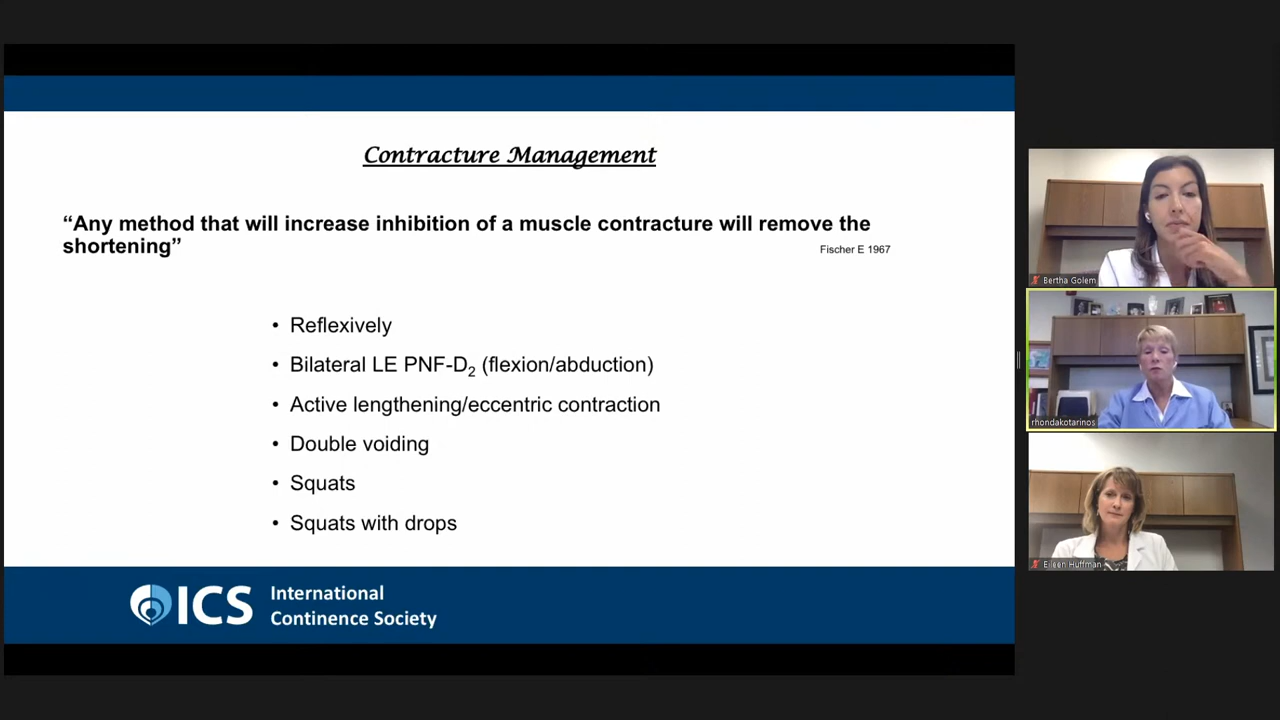 Contracture Management
“Any method that will increase inhibition of a muscle contracture will remove the
shortening”
Fischer E 1967
• Reflexively
• Bilateral LE PNF-D2 (flexion/abduction)
• Active lengthening/eccentric contraction
• Double voiding
• Squats
• Squats with drops
ICS
International
Continence Society
Bertha Golem
rhondakotarinos
Eileen Huffman